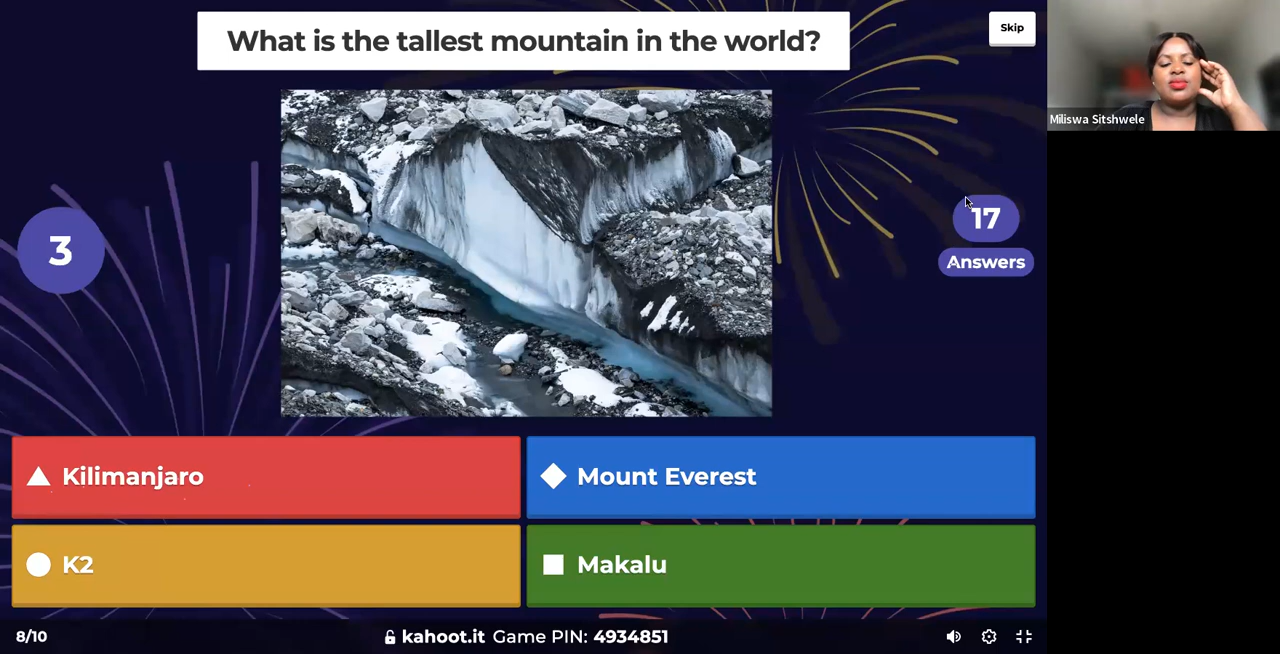 What is the tallest mountain in the world?
Skip
Miliswa Sitshwele
3
17
Answers
Kilimanjaro
Mount Everest
K2
Makalu
8/10
kahoot.it Game PIN: 4934851